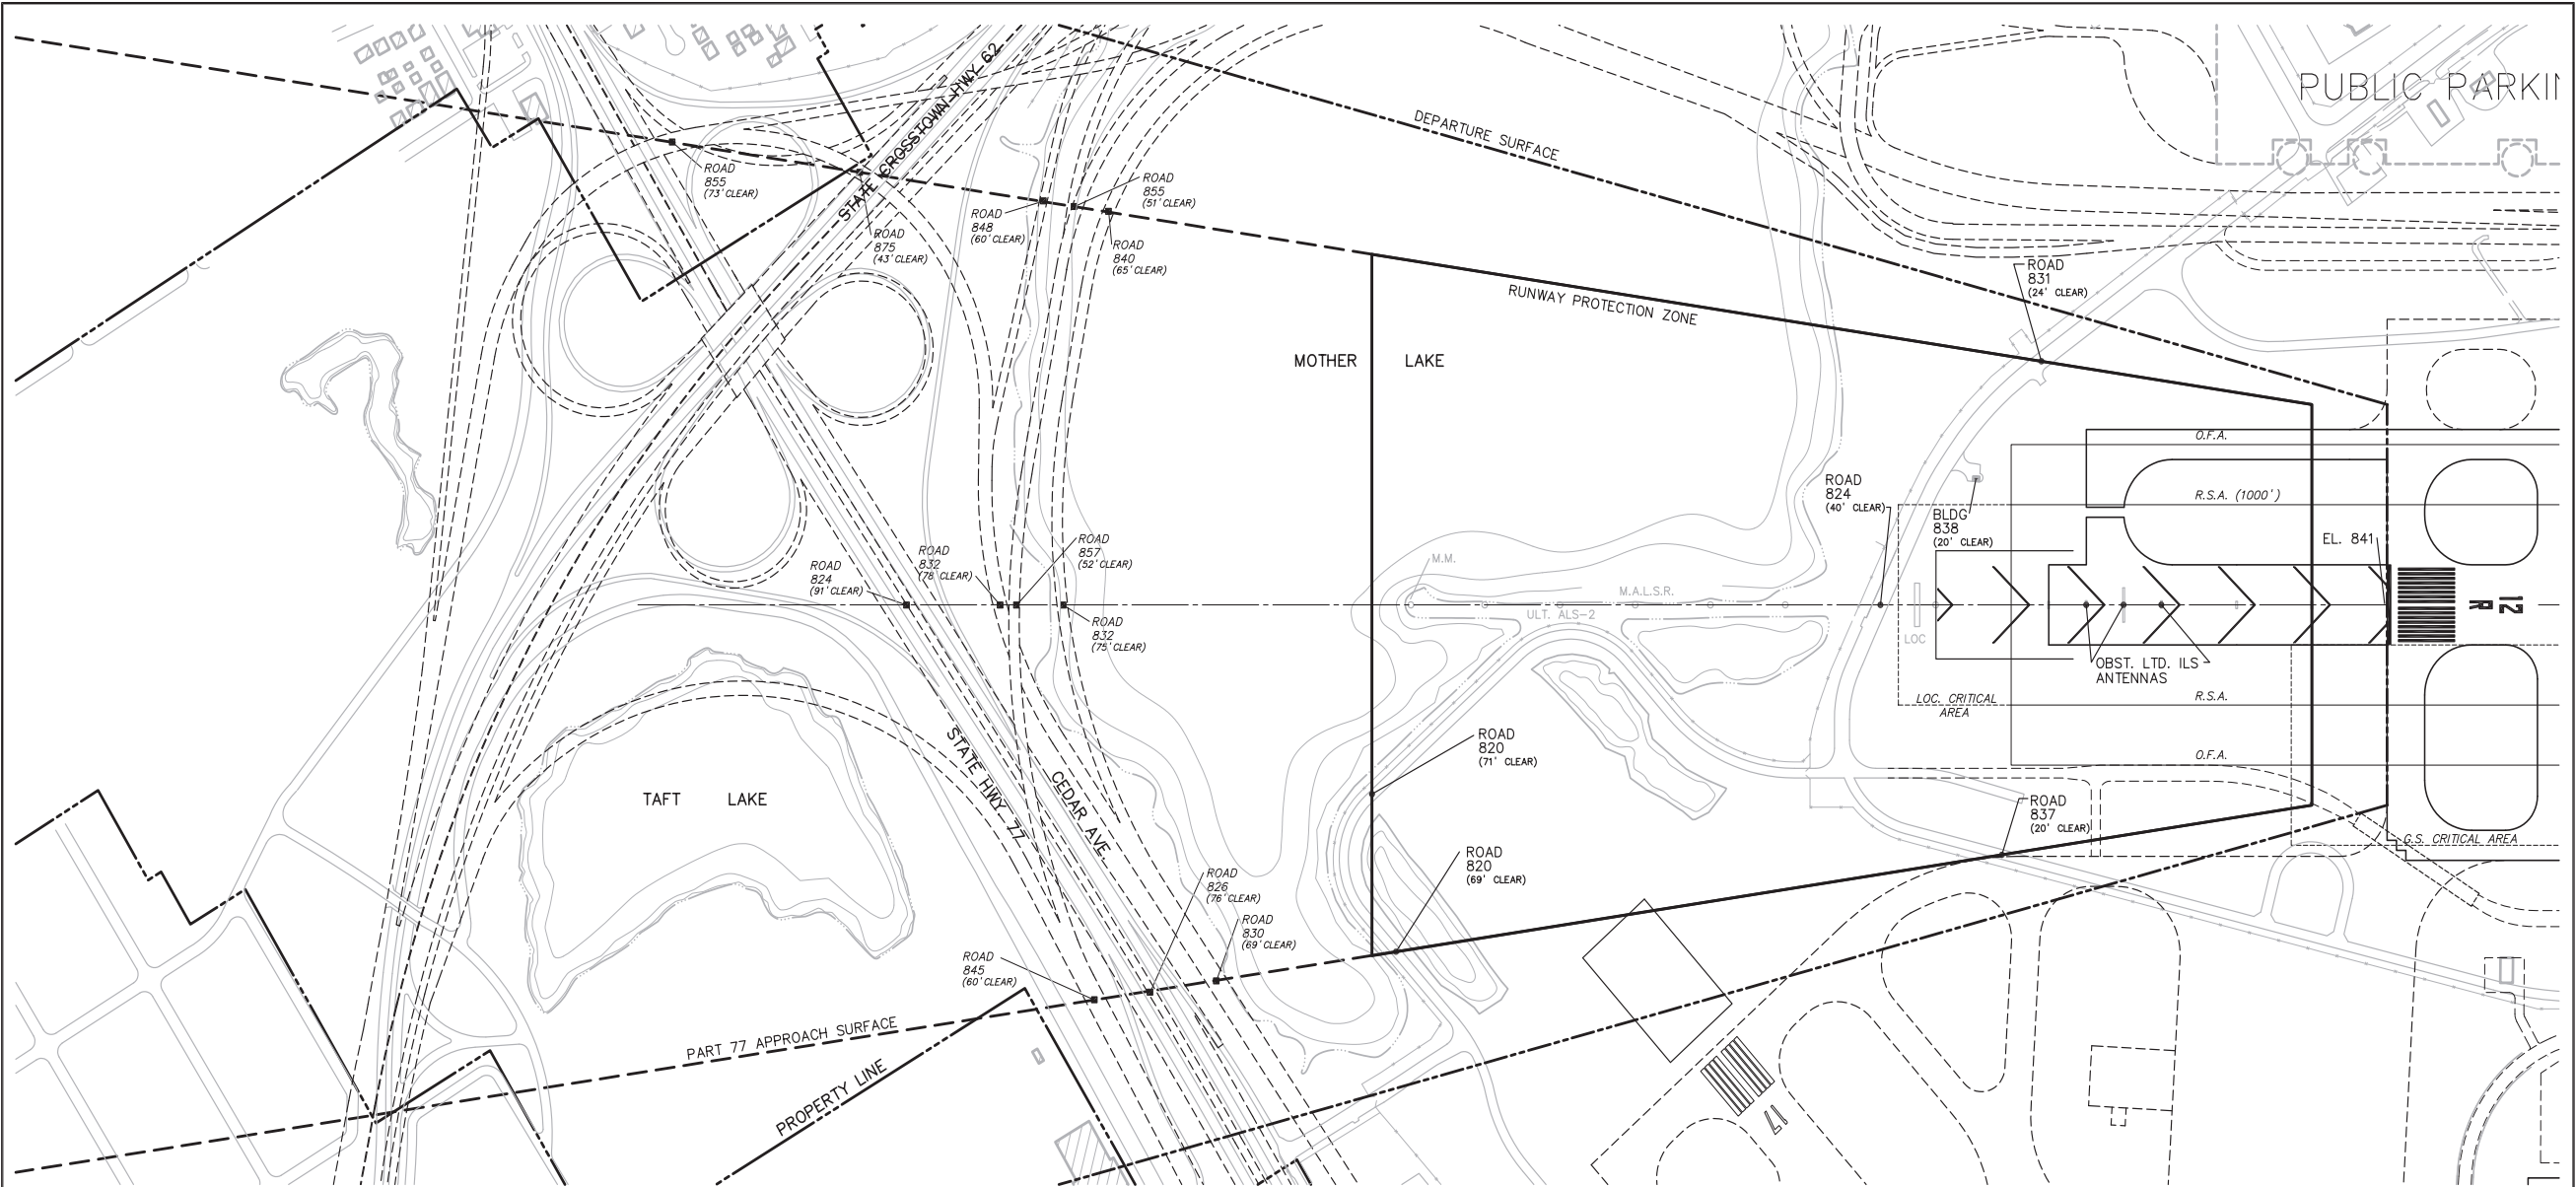 STATE CROSSTOWN HWY 62
PUBLIC PARKIN
DEPARTURE SURFACE
ROAD
855
(73' CLEAR)
ROAD
855
(51' CLEAR)
ROAD
848
(60' CLEAR)
ROAD
875
(43' CLEAR)
ROAD
840
(65' CLEAR)
ROAD
831
(24' CLEAR)
RUNWAY PROTECTION ZONE
MOTHER LAKE
O.F.A.
R.S.A. (1000')
ROAD
824
(40' CLEAR)
BLDG
838
(20' CLEAR)
EL. 841
ROAD
857
(52' CLEAR)
ROAD
832
(78' CLEAR)
ROAD
824
(91' CLEAR)
M.M.
M.A.L.S.R.
ULT. ALS-2
12
R
ROAD
832
(75' CLEAR)
LOC
OBST. LTD. ILS
ANTENNAS
LOC. CRITICAL
AREA
R.S.A.
ROAD
820
(71' CLEAR)
O.F.A.
STATE HWY 77
CEDAR AVE
TAFT LAKE
ROAD
837
(20' CLEAR)
G.S. CRITICAL AREA
ROAD
820
(69' CLEAR)
ROAD
826
(76' CLEAR)
ROAD
830
(69' CLEAR)
ROAD
845
(60' CLEAR)
PART 77 APPROACH SURFACE
PROPERTY LINE
17